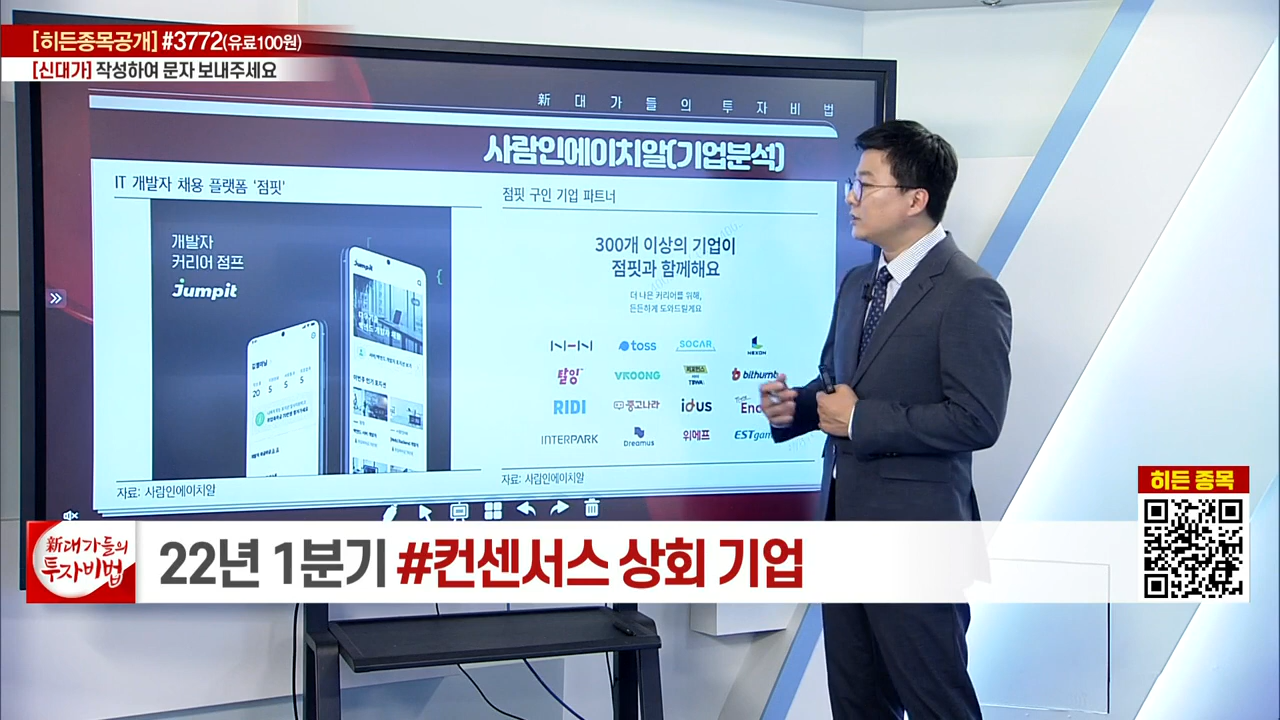 [히든종목공개] #3772(유료100원)
[신대가] 작성하여 문자 보내주세요
新 대 가 들 의 투 자 비 법
사람인에이치알(기업분석)
IT 개발자 채용 플랫폼 '점핏'
개발자
커리어 점프
Jumpit
Jumpit
자료: 사람인에이치알
점핏 구인 기업 파트너
300개 이상의 기업이
점핏과 함께해요
더 나은 커리어를 위해,
든든하게 도와드릴게요
NHN toss SOCAR NEXON
탈잉 VROONG bithumb
RIDI 중고나라 idus
INTERPARK Dreamus 위메프 ESTgam
자료: 사람인에이치알
히든 종목
新대가들의
투자비법
22년 1분기 #컨센서스 상회 기업